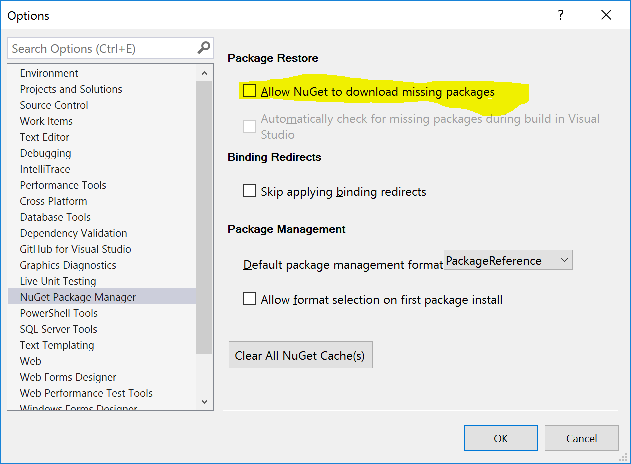 Options
?
Search Options (Ctrl+E)
Environment
Projects and Solutions
Source Control
Work Items
Text Editor
Debugging
IntelliTrace
Performance Tools
Cross Platform
Database Tools
Dependency Validation
GitHub for Visual Studio
Graphics Diagnostics
Live Unit Testing
NuGet Package Manager
PowerShell Tools
SQL Server Tools
Text Templating
Web
Web Forms Designer
Web Performance Test Tools
Windows Forms Designer
Package Restore
Allow NuGet to download missing packages
Automatically check for missing packages during build in Visual
Studio
Binding Redirects
Skip applying binding redirects
Package Management
Default package management format PackageReference
Allow format selection on first package install
Clear All NuGet Cache(s)
OK
Cancel